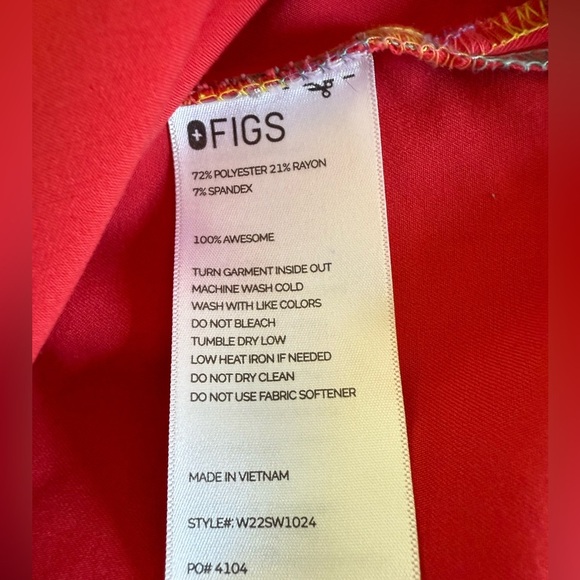 FIGS
72% POLYESTER 21% RAYON
7% SPANDEX
100% AWESOME
TURN GARMENT INSIDE OUT
MACHINE WASH COLD
WASH WITH LIKE COLORS
DO NOT BLEACH
TUMBLE DRY LOW
LOW HEAT IRON IF NEEDED
DO NOT DRY CLEAN
DO NOT USE FABRIC SOFTENER
MADE IN VIETNAM
STYLE#: W22SW1024
PO# 4104